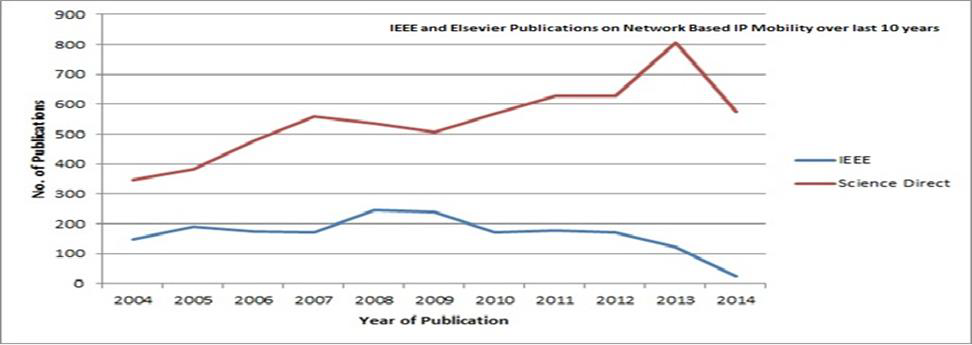 IEEE and Elsevier Publications on Network Based IP Mobility over last 10 years
900
800
700
600
500
400
300
200
100
0
No. of Publications
2004 2005 2006 2007 2008 2009 2010 2011 2012 2013 2014
Year of Publication
IEEE
Science Direct